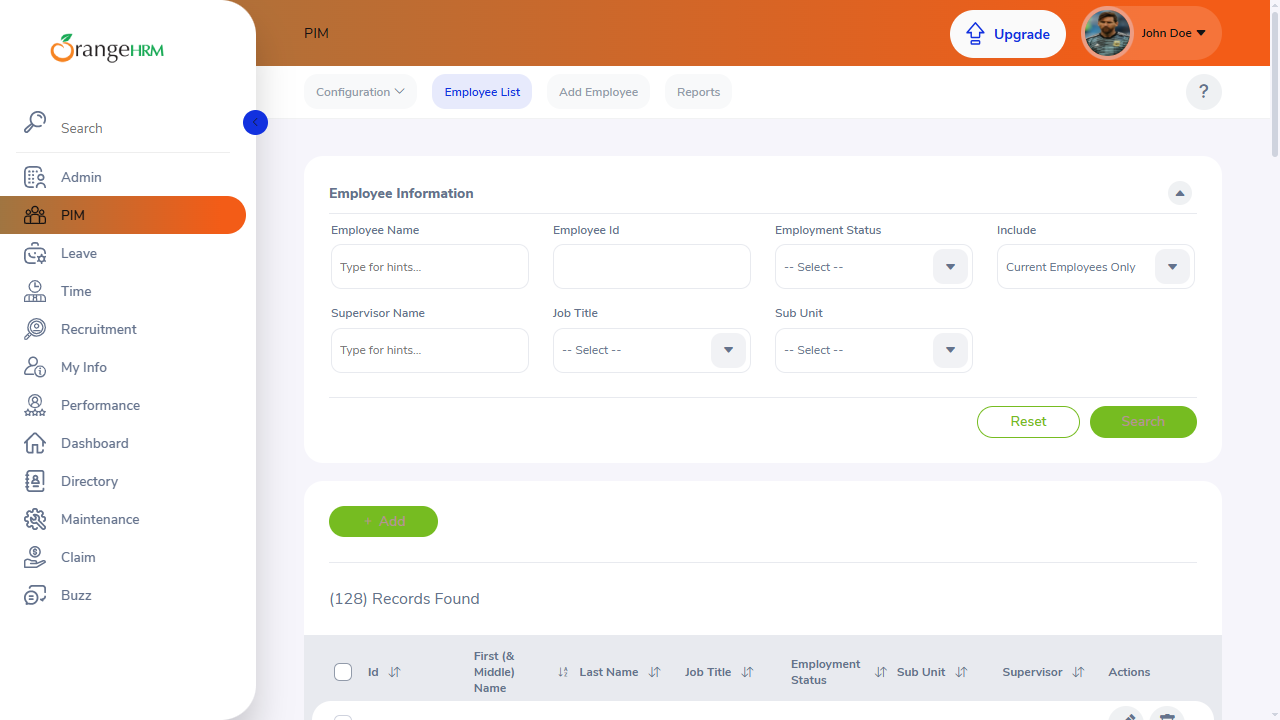 OrangeHRM
PIM
Upgrade
John Doe
Configuration
Employee List
Add Employee
Reports
?
Search
Admin
PIM
Leave
Time
Recruitment
My Info
Performance
Dashboard
Directory
Maintenance
Claim
Buzz
Employee Information
Employee Name
Employee Id
Employment Status
Include
Type for hints...
-- Select --
Current Employees Only
Supervisor Name
Job Title
Sub Unit
Type for hints...
-- Select --
-- Select --
Reset
Search
+ Add
(128) Records Found
Id
First (& Middle) Name
Last Name
Job Title
Employment Status
Sub Unit
Supervisor
Actions